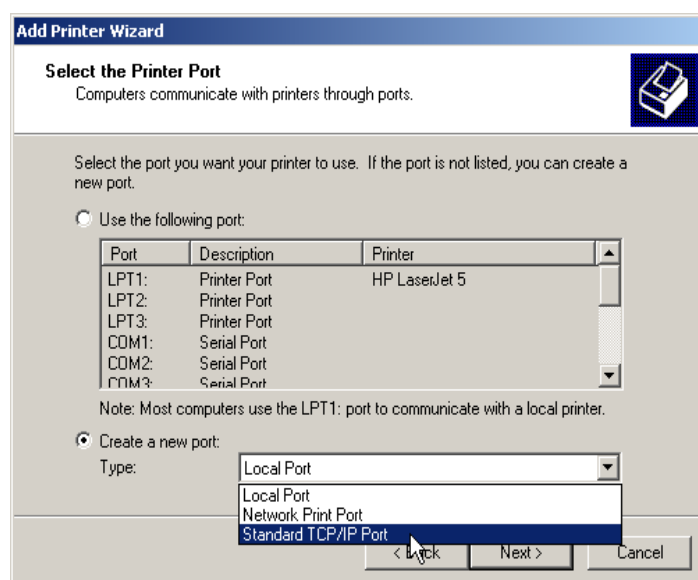 Add Printer Wizard
Select the Printer Port
Computers communicate with printers through ports.
Select the port you want your printer to use. If the port is not listed, you can create a
new port.
Use the following port:
Port Description Printer
LPT1: Printer Port HP LaserJet 5
LPT2: Printer Port
LPT3: Printer Port
COM1: Serial Port
COM2: Serial Port
COM3: Serial Port
Note: Most computers use the LPT1: port to communicate with a local printer.
Create a new port:
Type: Local Port
Local Port
Network Print Port
Standard TCP/IP Port
< Back Next > Cancel